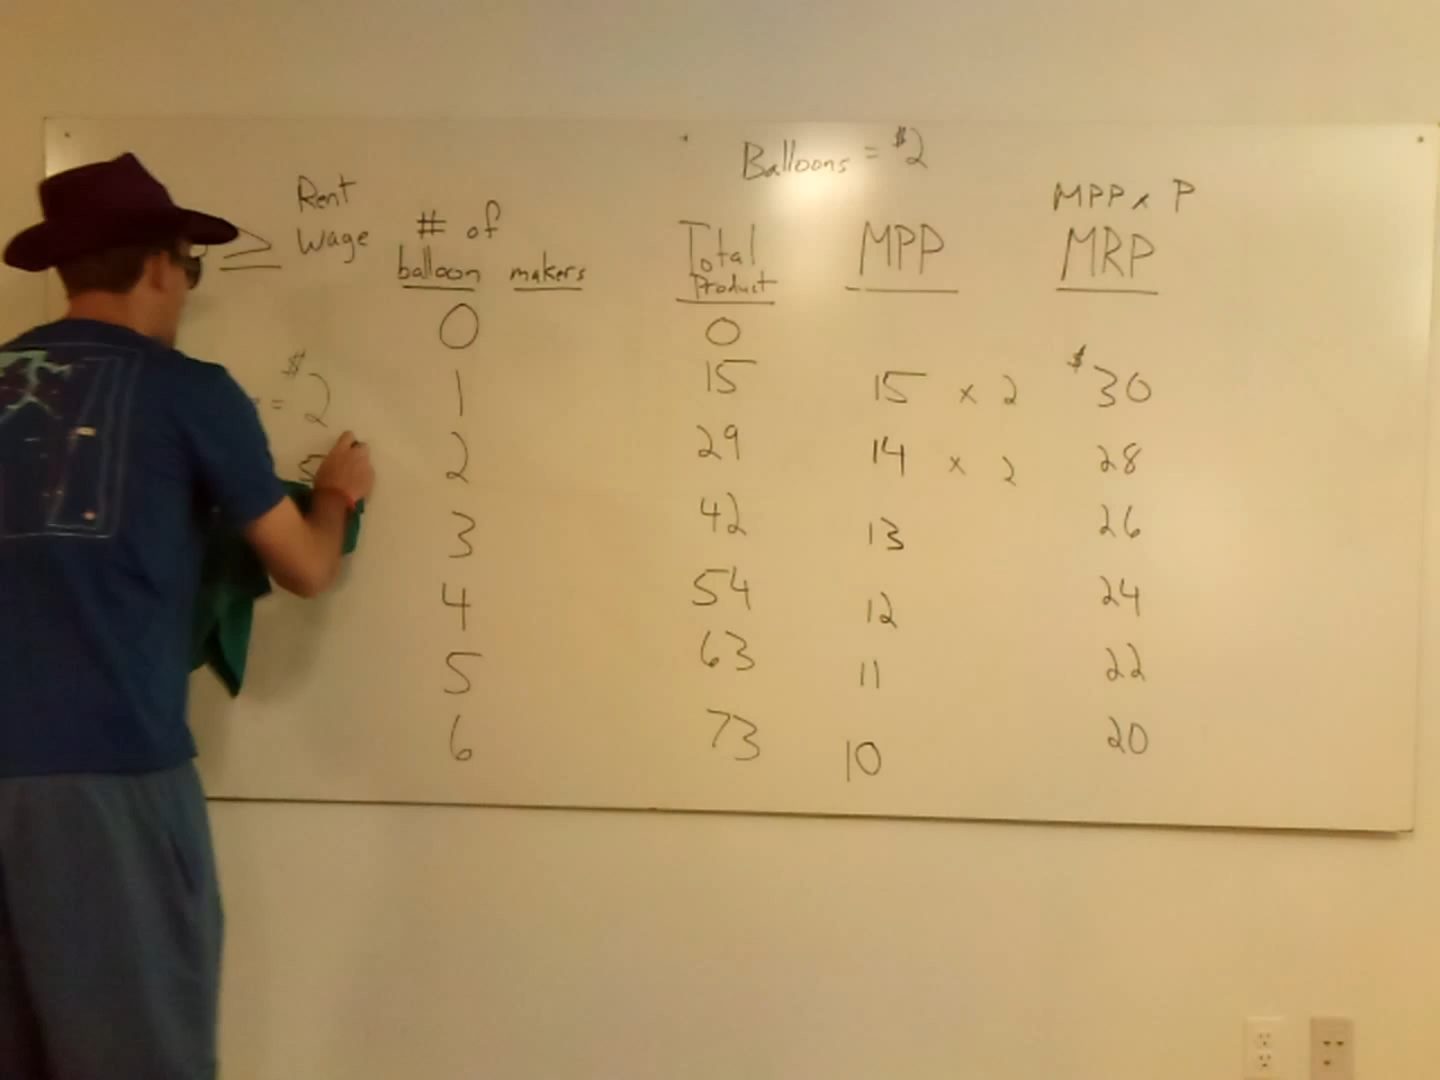 Balloons = $2
Rent
Wage
≥
# of
balloon makers
Total
Product
MPP
MPP x P
MRP
0 0
= $2
1 15 15 x 2 $30
5
2 29 14 x 2 28
3 42 13 26
4 54 12 24
5 63 11 22
6 73 10 20